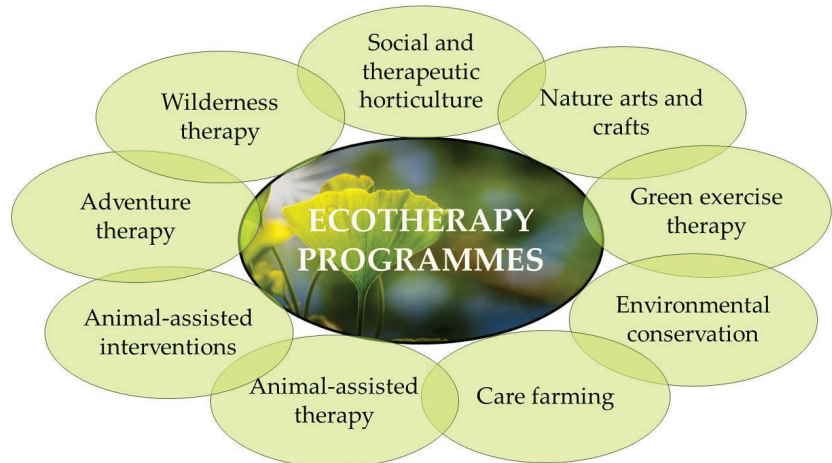 Social and
therapeutic
horticulture
Nature arts and
crafts
Green exercise
therapy
Environmental
conservation
Care farming
Animal-assisted
therapy
Animal-assisted
interventions
Adventure
therapy
Wilderness
therapy
ECOTHERAPY
PROGRAMMES